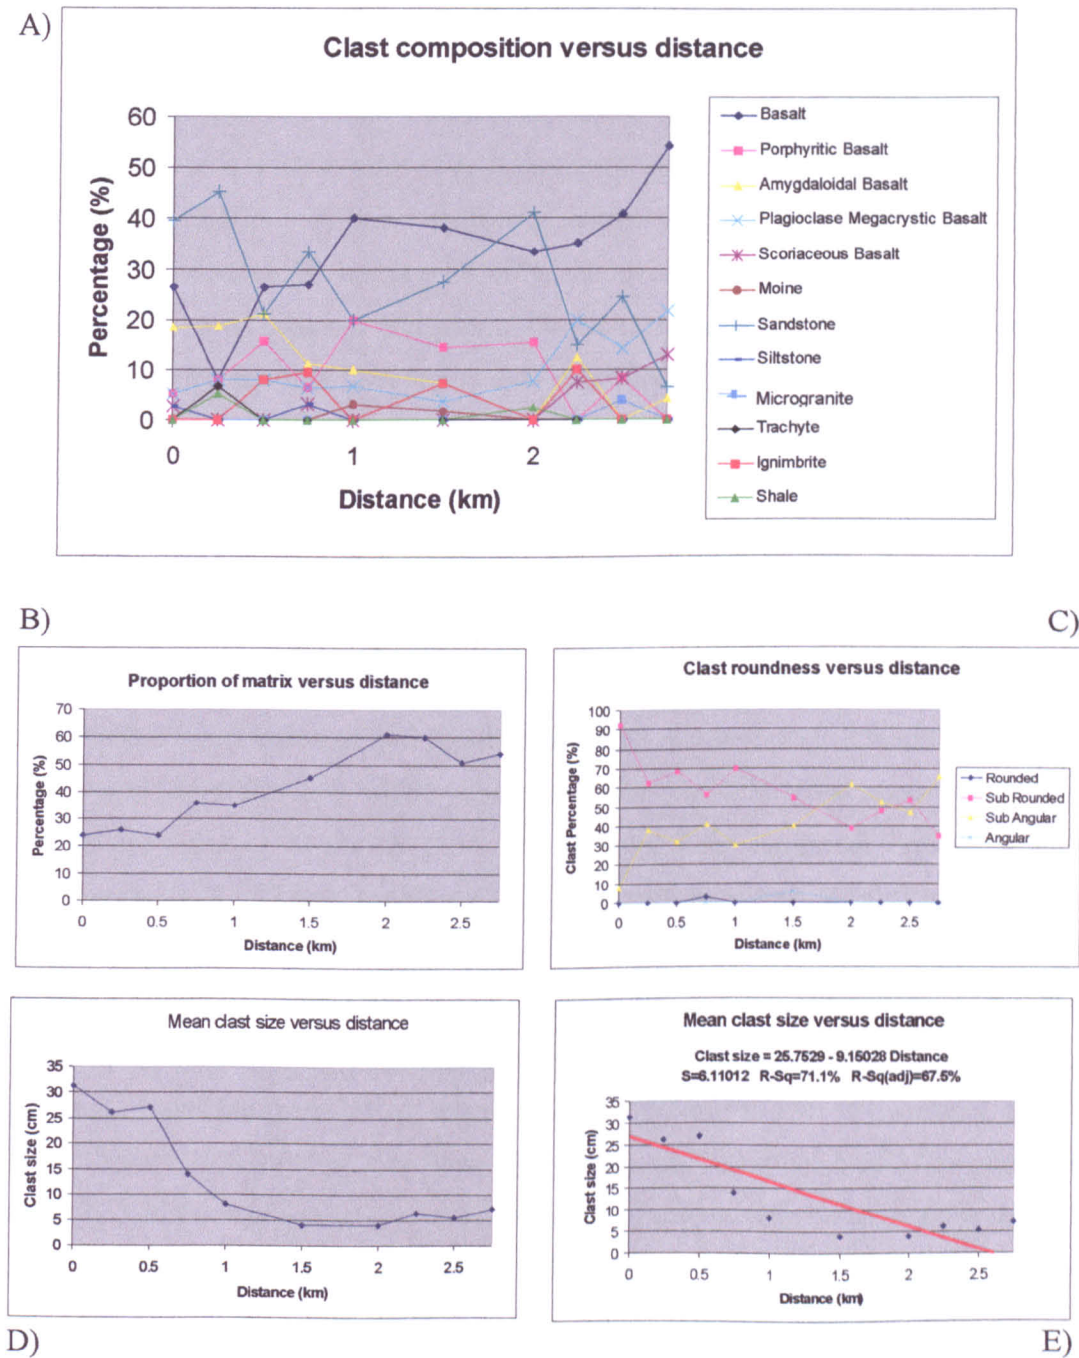 A)
Clast composition versus distance
60
50
40
30
20
10
0
Percentage (%)
0 1 2
Distance (km)
Basalt
Porphyritic Basalt
Amygdaloidal Basalt
Plagioclase Megacrystic Basalt
Scoriaceous Basalt
Moine
Sandstone
Siltstone
Microgranite
Trachyte
Ignimbrite
Shale
B)
C)
Proportion of matrix versus distance
70
60
50
40
30
20
10
0
Percentage (%)
0 0.5 1 1.5 2 2.5
Distance (km)
Clast roundness versus distance
100
90
80
70
60
50
40
30
20
10
0
Clast Percentage (%)
0 0.5 1 1.5 2 2.5
Distance (km)
Rounded
Sub Rounded
Sub Angular
Angular
Mean clast size versus distance
35
30
25
20
15
10
5
0
Clast size (cm)
0 0.5 1 1.5 2 2.5
Distance (km)
Mean clast size versus distance
Clast size = 25.7529 - 9.15028 Distance
S=6.11012 R-Sq=71.1% R-Sq(adj)=67.5%
35
30
25
20
15
10
5
0
Clast size (cm)
0 0.5 1 1.5 2 2.5
Distance (km)
D)
E)